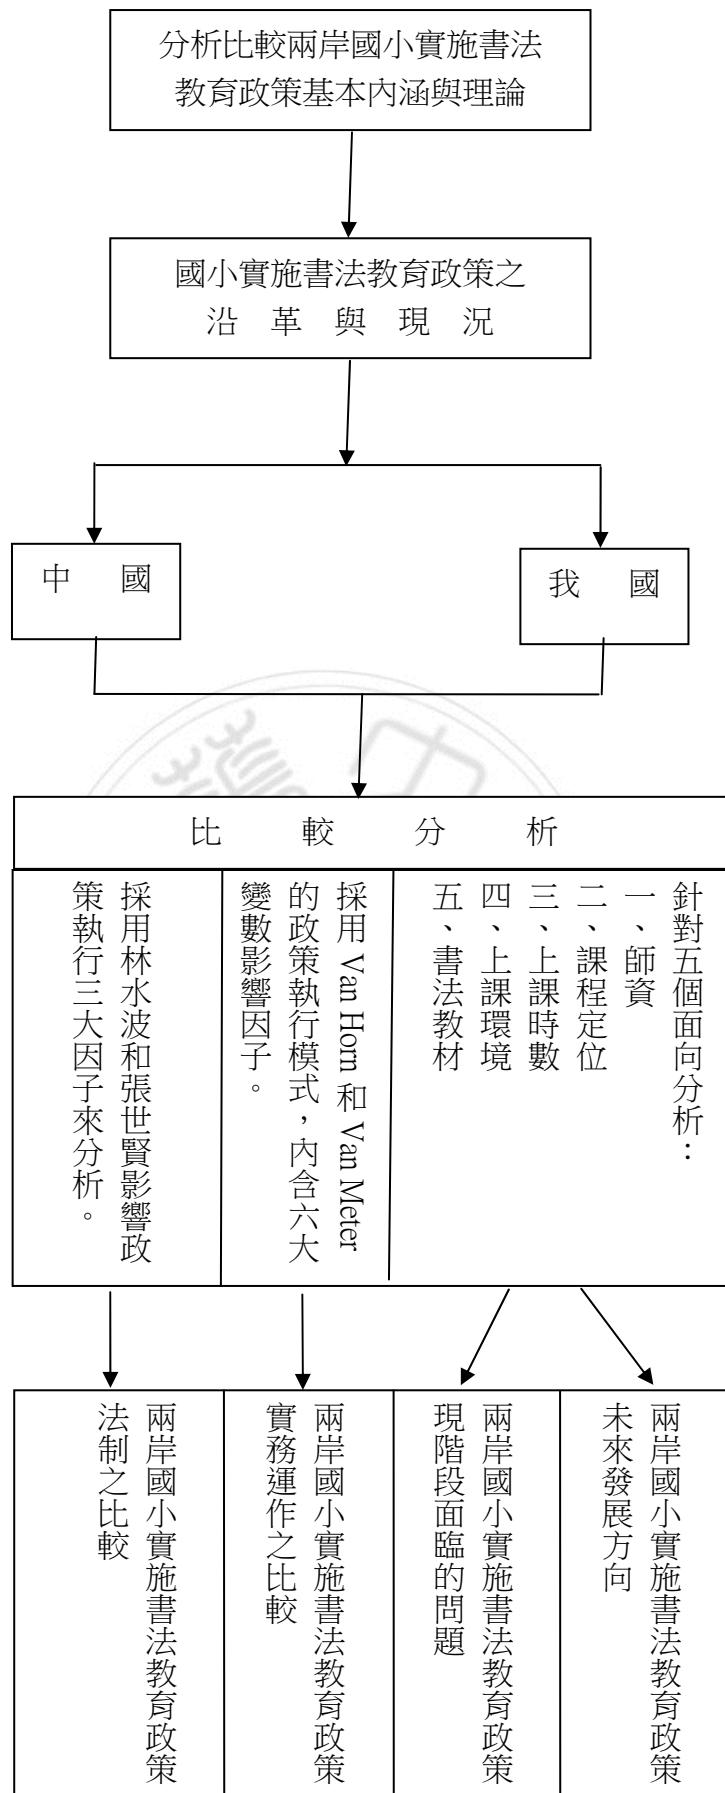 分析比較兩岸國小實施書法
教育政策基本內涵與理論
國小實施書法教育政策之
沿革與現況
中國
我國
比較分析
針對五個面向分析：
一、師資
二、課程定位
三、上課時數
四、上課環境
五、書法教材
採用 Van Horn 和 Van Meter
的政策執行模式，內含六大
變數影響因子。
採用林水波和張世賢影響政
策執行三大因子來分析。
兩岸國小實施書法教育政策
未來發展方向
兩岸國小實施書法教育政策
現階段面臨的問題
兩岸國小實施書法教育政策
實務運作之比較
兩岸國小實施書法教育政策
法制之比較